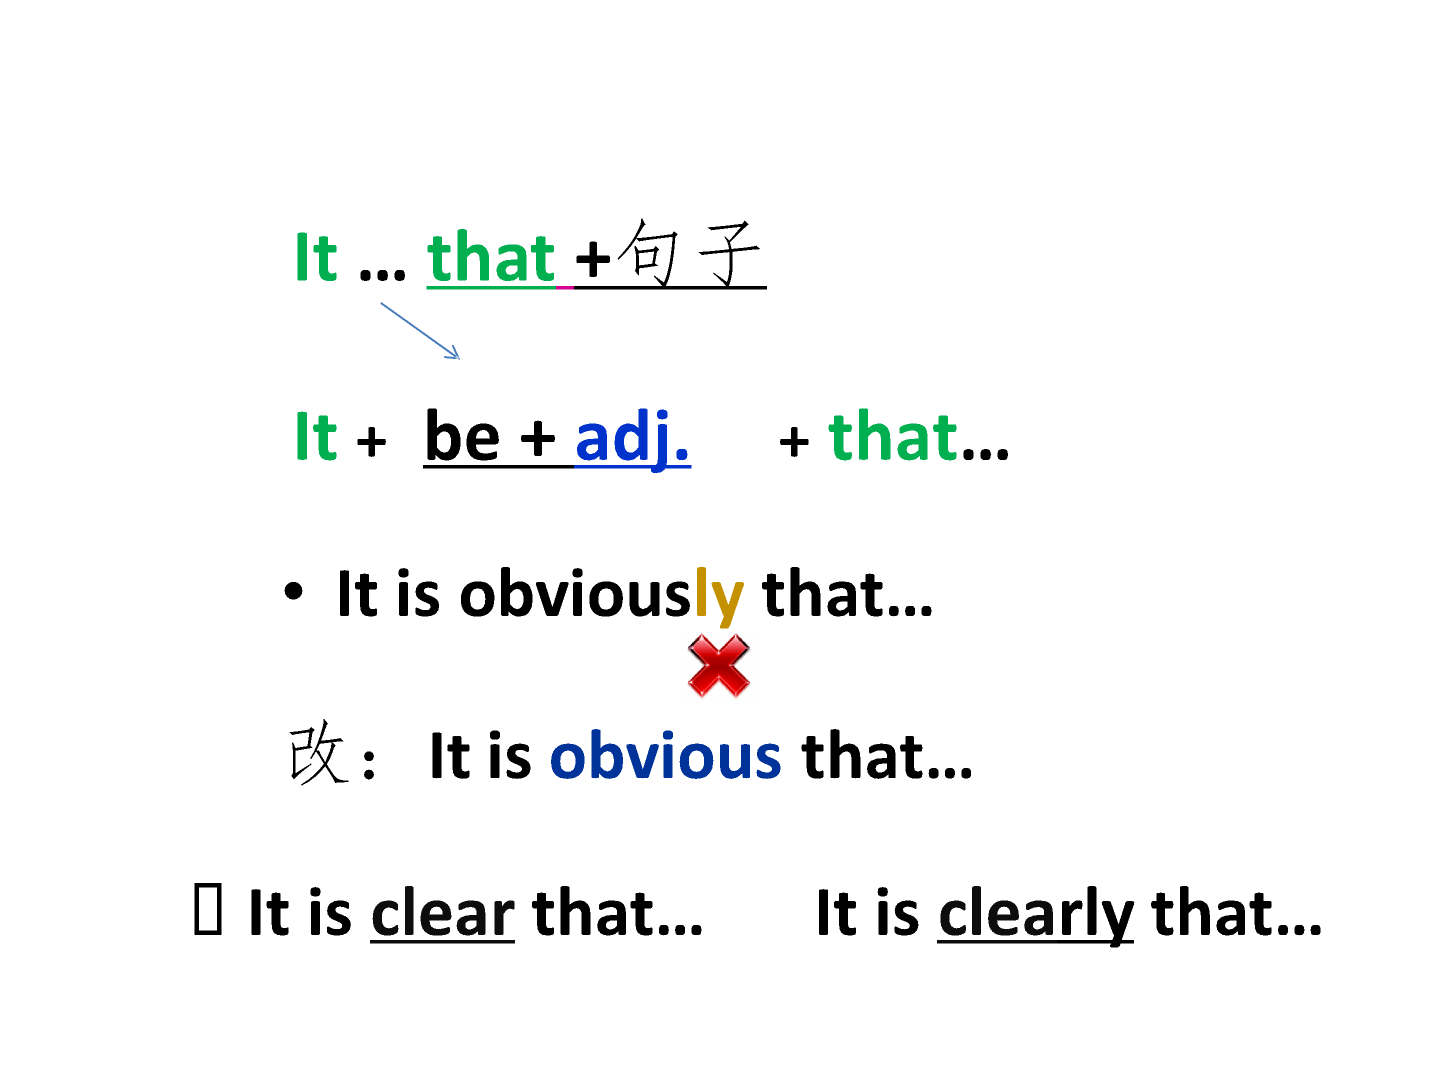 It … that +句子
It + be + adj. + that…
• It is obviously that…
改： It is obvious that…
It is clear that… It is clearly that…